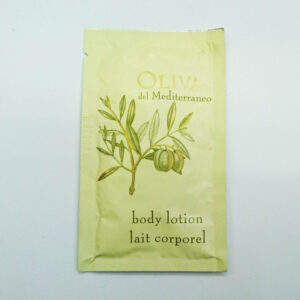 OLIVA
del Mediterraneo
body lotion
lait corporel